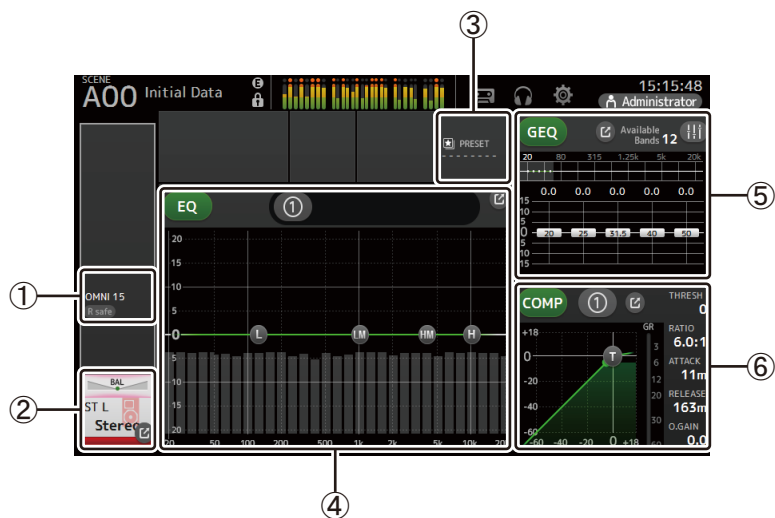 ③
SCENE
A00 Initial Data
E
15:15:48
Administrator
PRESET
GEQ
Available
Bands 12
20 80 315 1.25k 5k 20k
0.0 0.0 0.0 0.0 0.0
15
10
5
0
5
10
15
20 25 31.5 40 50
⑤
EQ
①
20
15
10
5
0
5
10
15
20
L LM HM H
20 50 100 200 500 1k 2k 5k 10k 20
①
OMNI 15
R safe
②
BAL
ST L
Stereo
COMP
①
THRESH
0
GR
RATIO
6.0:1
ATTACK
11m
RELEASE
163m
O.GAIN
0.0
+18
0
-20
-40
-60
T
3
6
12
20
30
60
-60 -40 -20 0 +18
⑥
④